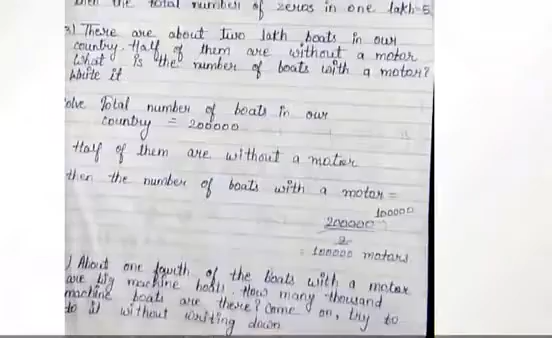 then the total number of zeros in one lakh-5
3) There are about two lakh boats in our
country. Half of them are without a motor
What is the number of boats with a motor?
Write it
olve Total number of boats in our
country = 200000
Half of them are without a motor
then the number of boats with a motor =
100000
200000
2
= 100000 motors
) About one fourth of the boats with a motor
are big machine boats. How many thousand
machine boats are there? Come on, try to
do it without writing down